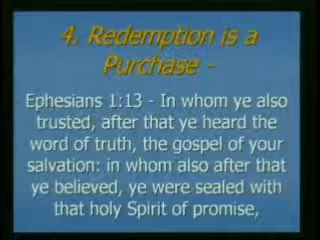 4. Redemption is a
Purchase -
Ephesians 1:13 - In whom ye also
trusted, after that ye heard the
word of truth, the gospel of your
salvation: in whom also after that
ye believed, ye were sealed with
that holy Spirit of promise,